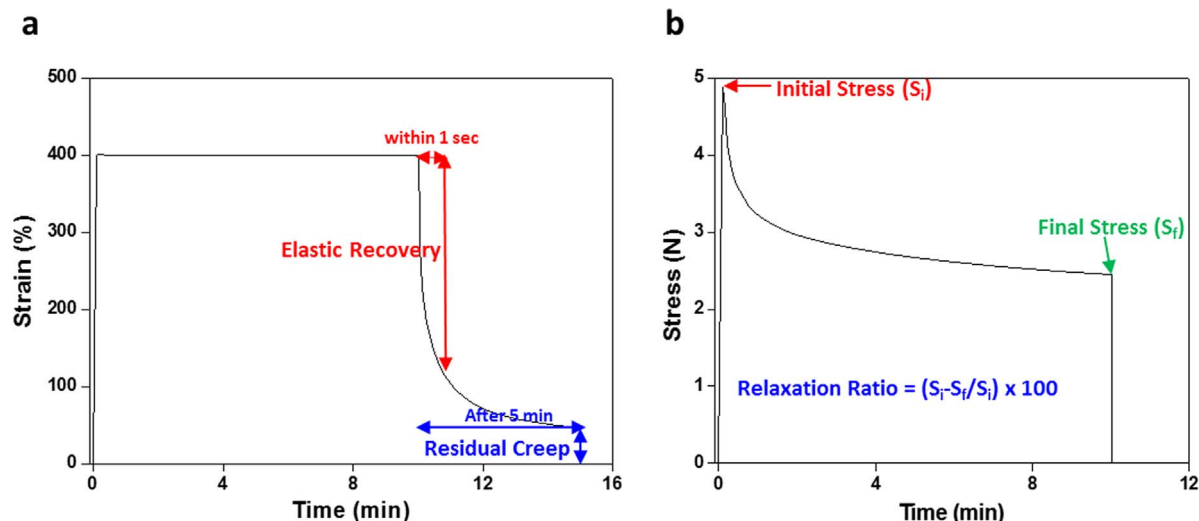 a
500
400
300
200
100
0
Strain (%)
within 1 sec
Elastic Recovery
After 5 min
Residual Creep
0
4
8
12
16
Time (min)
b
5
4
3
2
1
0
Stress (N)
Initial Stress (Sᵢ)
Final Stress (S_f)
Relaxation Ratio = (Sᵢ-S_f/Sᵢ) x 100
0
4
8
12
Time (min)